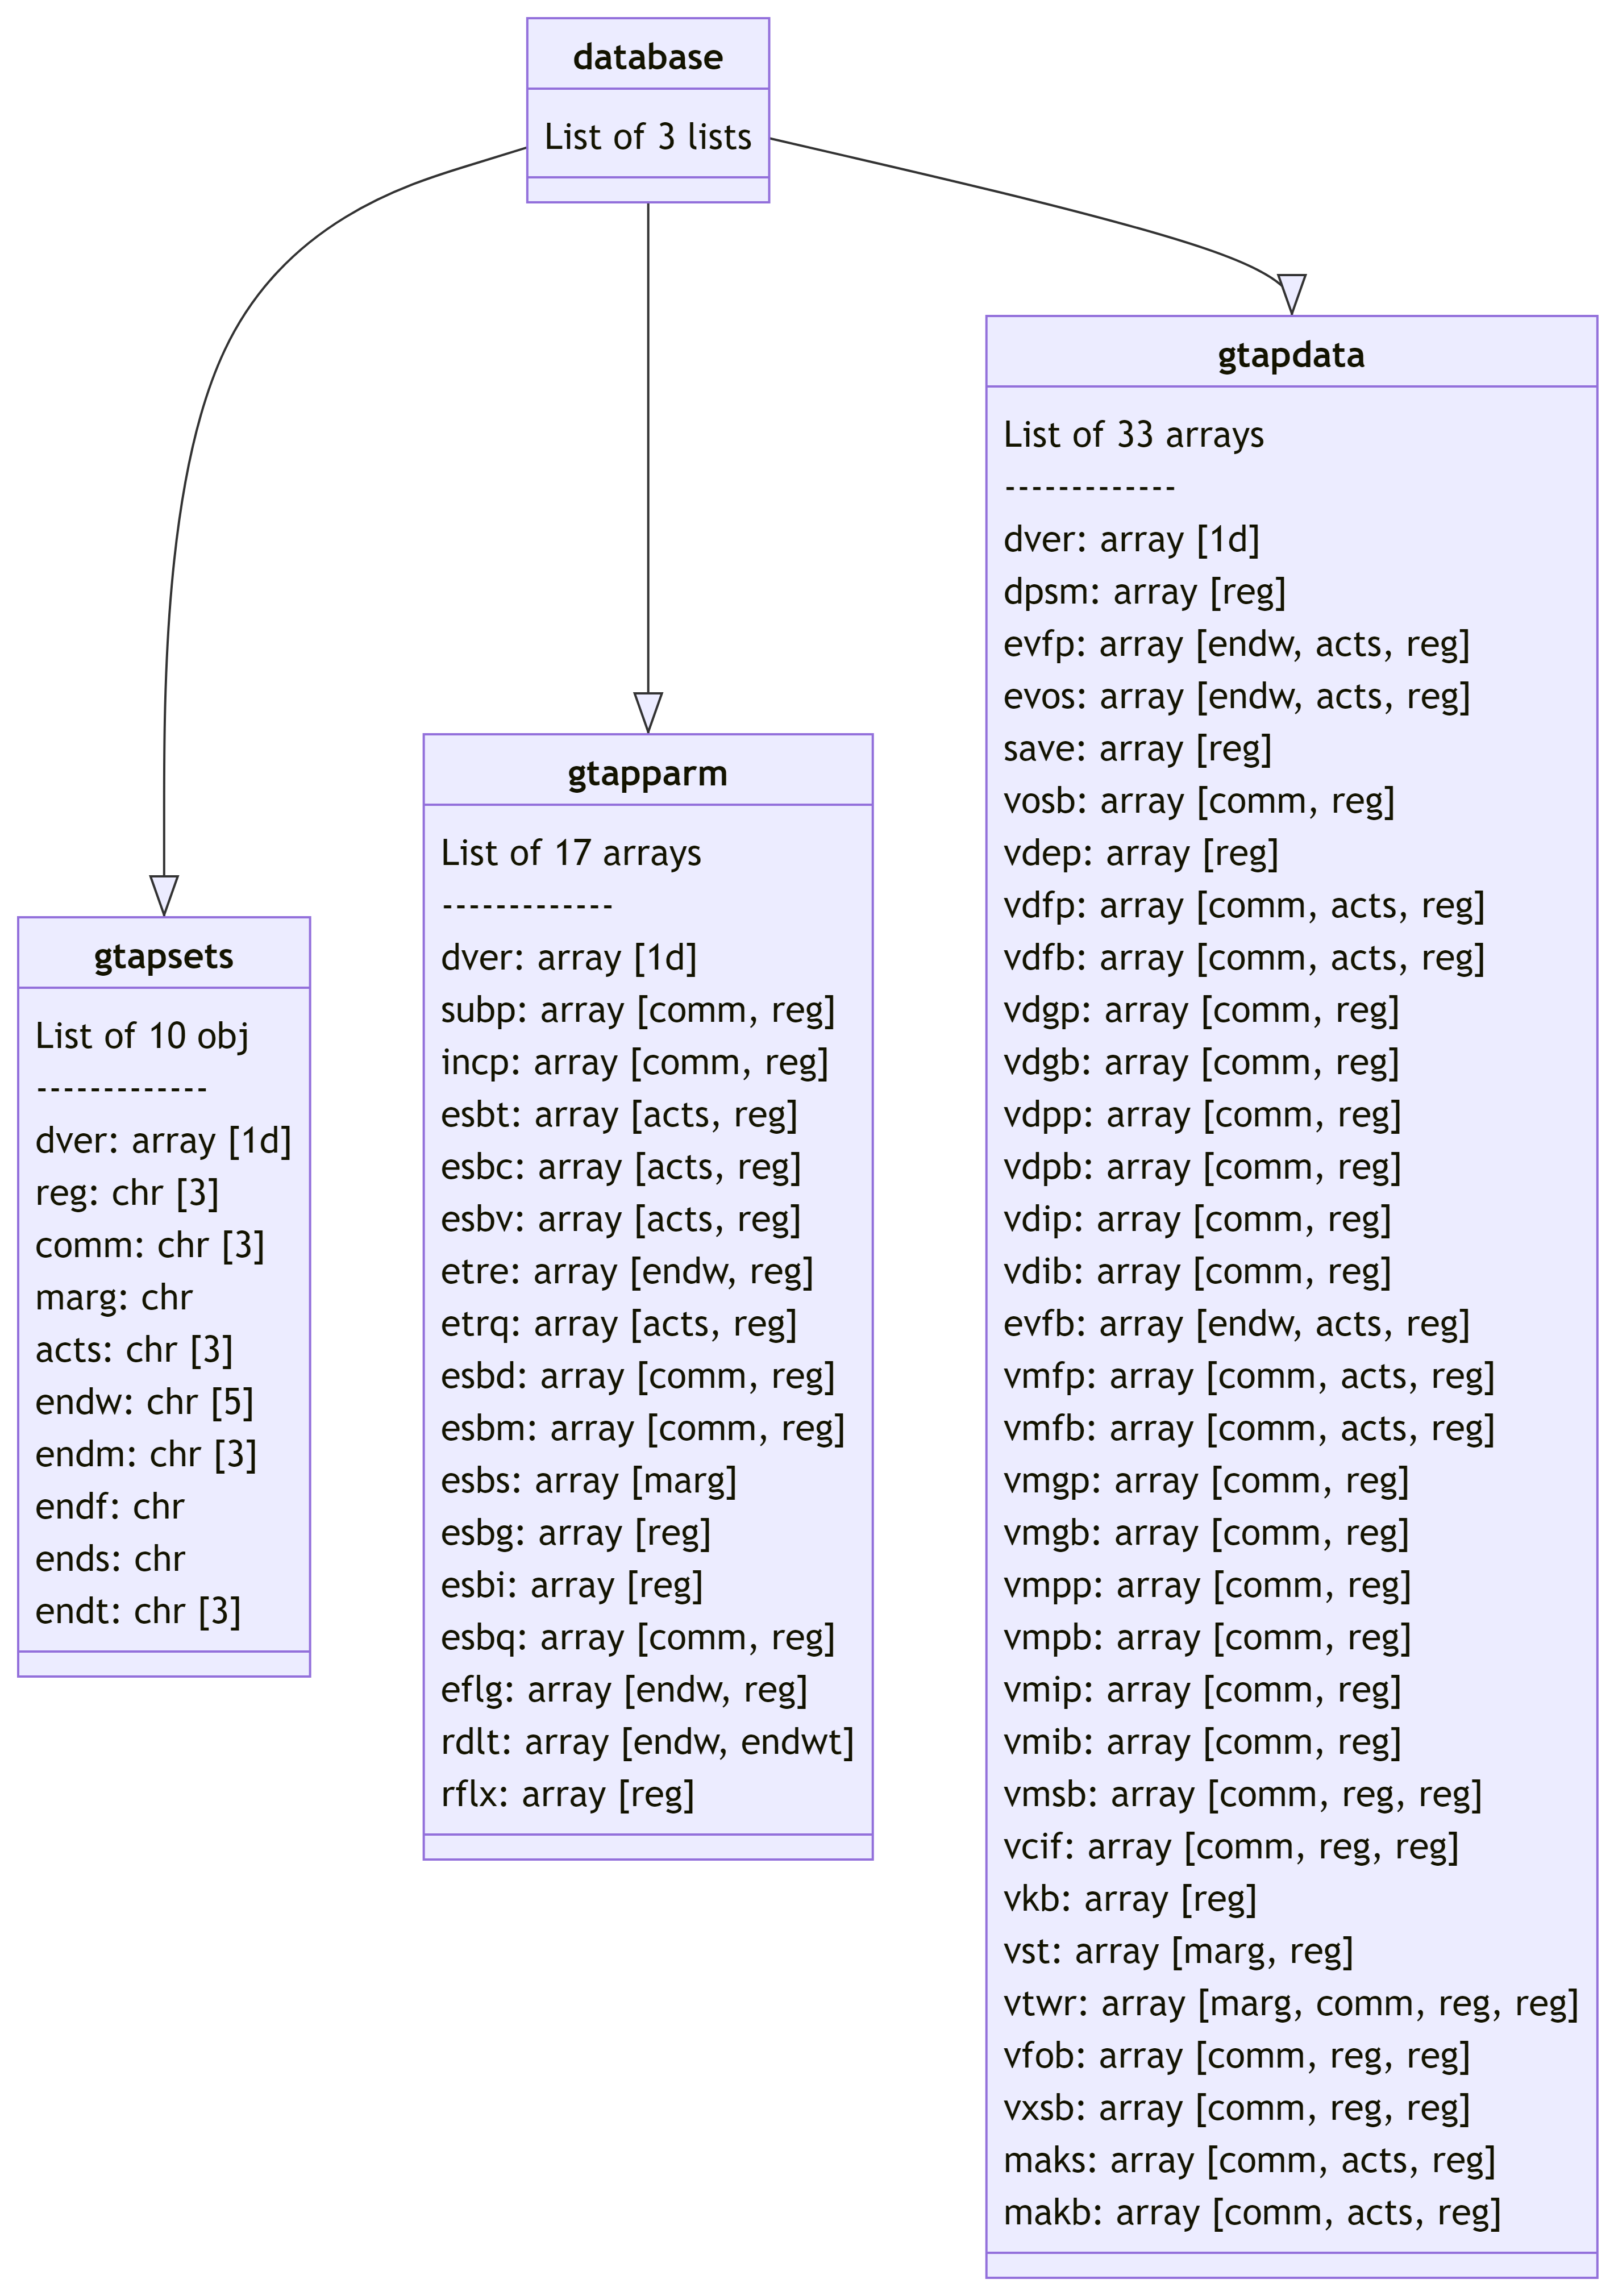 database
List of 3 lists
gtapsets
List of 10 obj
-------------
dver: array [1d]
reg: chr [3]
comm: chr [3]
marg: chr
acts: chr [3]
endw: chr [5]
endm: chr [3]
endf: chr
ends: chr
endt: chr [3]
gtapparm
List of 17 arrays
-------------
dver: array [1d]
subp: array [comm, reg]
incp: array [comm, reg]
esbt: array [acts, reg]
esbc: array [acts, reg]
esbv: array [acts, reg]
etre: array [endw, reg]
etrq: array [acts, reg]
esbd: array [comm, reg]
esbm: array [comm, reg]
esbs: array [marg]
esbg: array [reg]
esbi: array [reg]
esbq: array [comm, reg]
eflg: array [endw, reg]
rdlt: array [endw, endwt]
rflx: array [reg]
gtapdata
List of 33 arrays
-------------
dver: array [1d]
dpsm: array [reg]
evfp: array [endw, acts, reg]
evos: array [endw, acts, reg]
save: array [reg]
vosb: array [comm, reg]
vdep: array [reg]
vdfp: array [comm, acts, reg]
vdfb: array [comm, acts, reg]
vdgp: array [comm, reg]
vdgb: array [comm, reg]
vdpp: array [comm, reg]
vdpb: array [comm, reg]
vdip: array [comm, reg]
vdib: array [comm, reg]
evfb: array [endw, acts, reg]
vmfp: array [comm, acts, reg]
vmfb: array [comm, acts, reg]
vmgp: array [comm, reg]
vmgb: array [comm, reg]
vmpp: array [comm, reg]
vmpb: array [comm, reg]
vmip: array [comm, reg]
vmib: array [comm, reg]
vmsb: array [comm, reg, reg]
vcif: array [comm, reg, reg]
vkb: array [reg]
vst: array [marg, reg]
vtwr: array [marg, comm, reg, reg]
vfob: array [comm, reg, reg]
vxsb: array [comm, reg, reg]
maks: array [comm, acts, reg]
makb: array [comm, acts, reg]